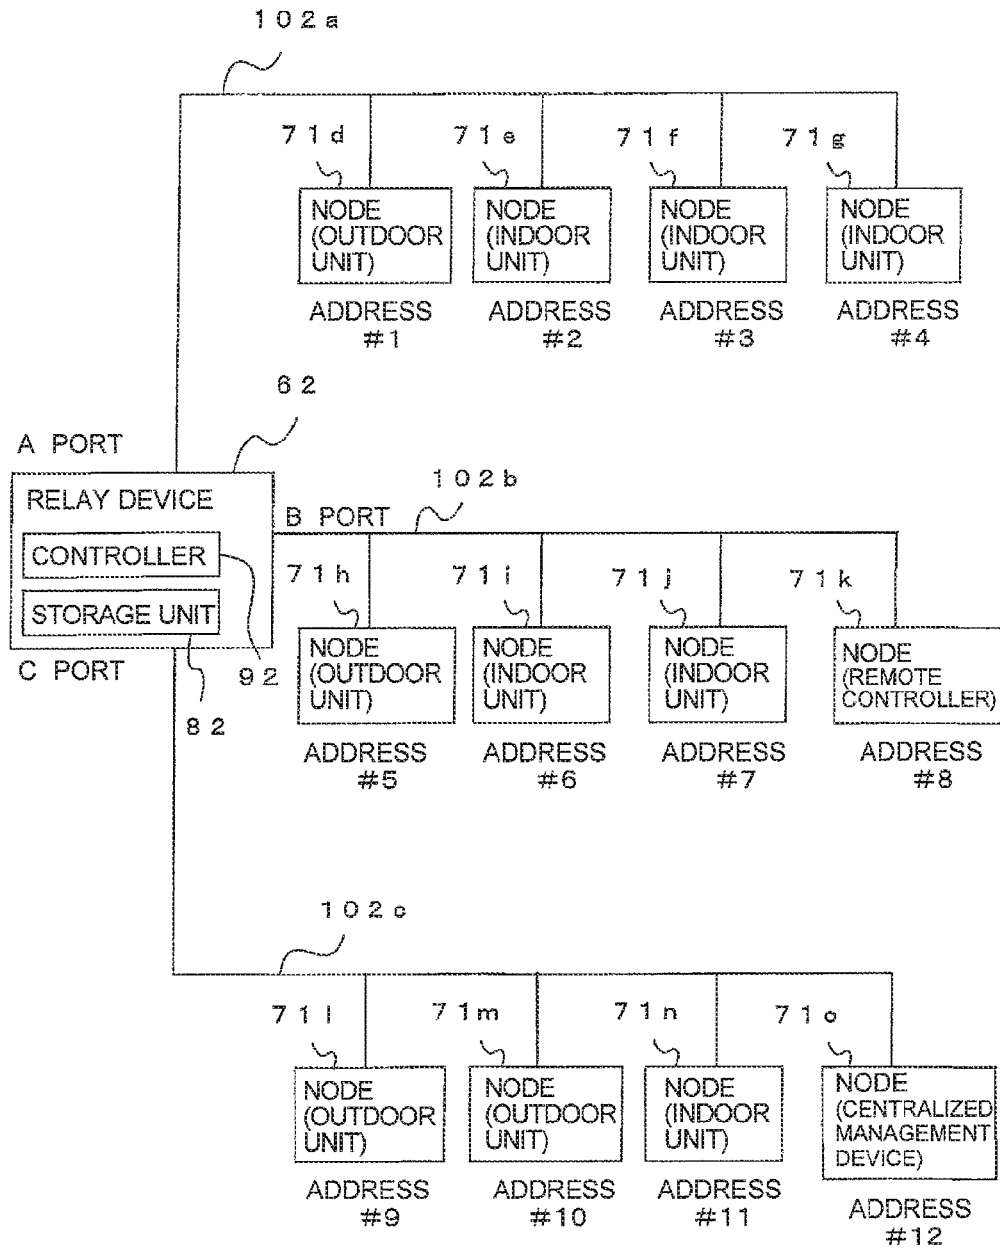 102a
71d
71e
71f
71g
NODE
(OUTDOOR
UNIT)
NODE
(INDOOR
UNIT)
NODE
(INDOOR
UNIT)
NODE
(INDOOR
UNIT)
ADDRESS
#1
ADDRESS
#2
ADDRESS
#3
ADDRESS
#4
62
A PORT
RELAY DEVICE
CONTROLLER
STORAGE UNIT
C PORT
92
82
B PORT
102b
71h
71i
71j
71k
NODE
(OUTDOOR
UNIT)
NODE
(INDOOR
UNIT)
NODE
(INDOOR
UNIT)
NODE
(REMOTE
CONTROLLER)
ADDRESS
#5
ADDRESS
#6
ADDRESS
#7
ADDRESS
#8
102c
71l
71m
71n
71o
NODE
(OUTDOOR
UNIT)
NODE
(OUTDOOR
UNIT)
NODE
(INDOOR
UNIT)
NODE
(CENTRALIZED
MANAGEMENT
DEVICE)
ADDRESS
#9
ADDRESS
#10
ADDRESS
#11
ADDRESS
#12